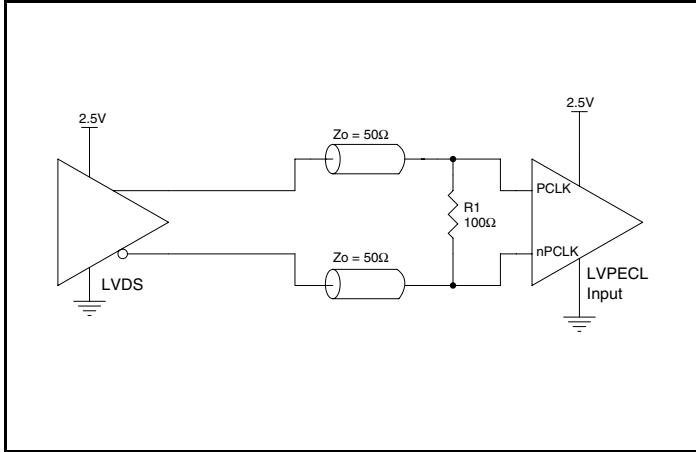 2.5V
2.5V
Zo = 50Ω
PCLK
R1
100Ω
nPCLK
Zo = 50Ω
LVDS
LVPECL
Input